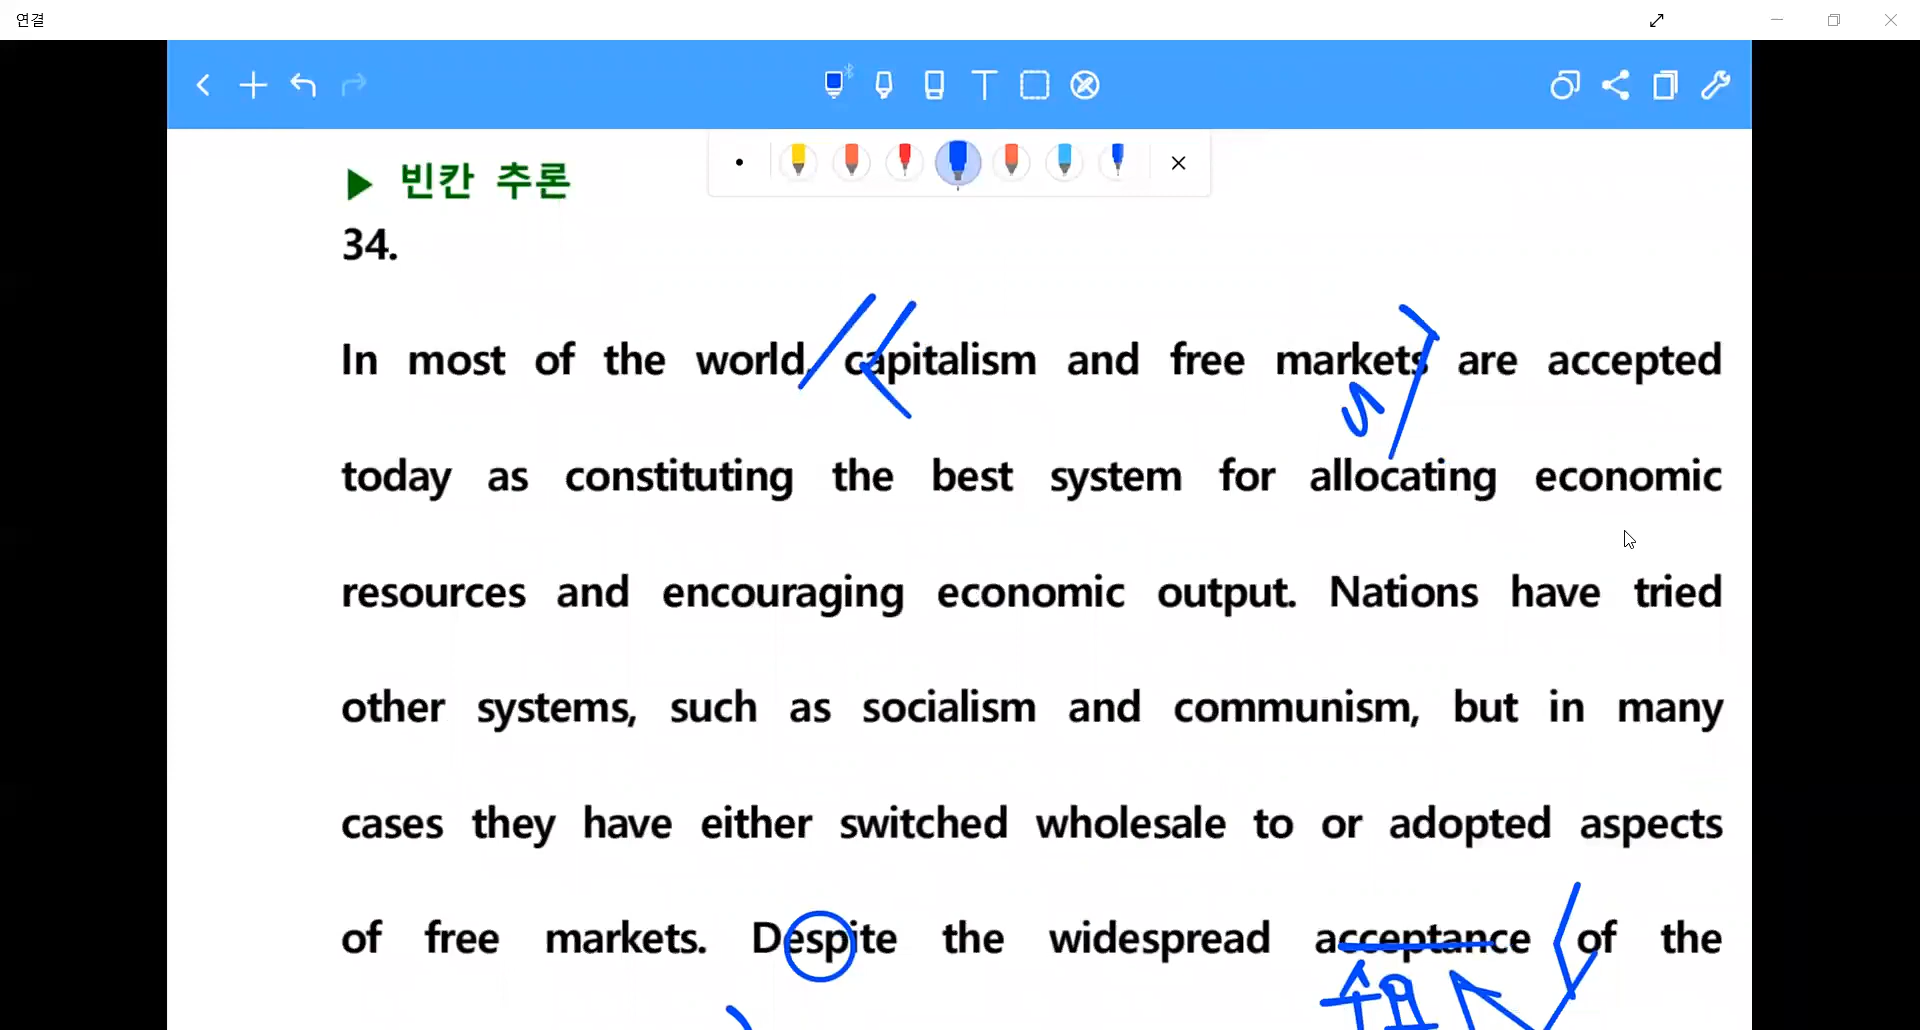 연결
▶ 빈칸 추론
34.
In most of the world, capitalism and free markets are accepted
today as constituting the best system for allocating economic
resources and encouraging economic output. Nations have tried
other systems, such as socialism and communism, but in many
cases they have either switched wholesale to or adopted aspects
of free markets. Despite the widespread acceptance of the
수용